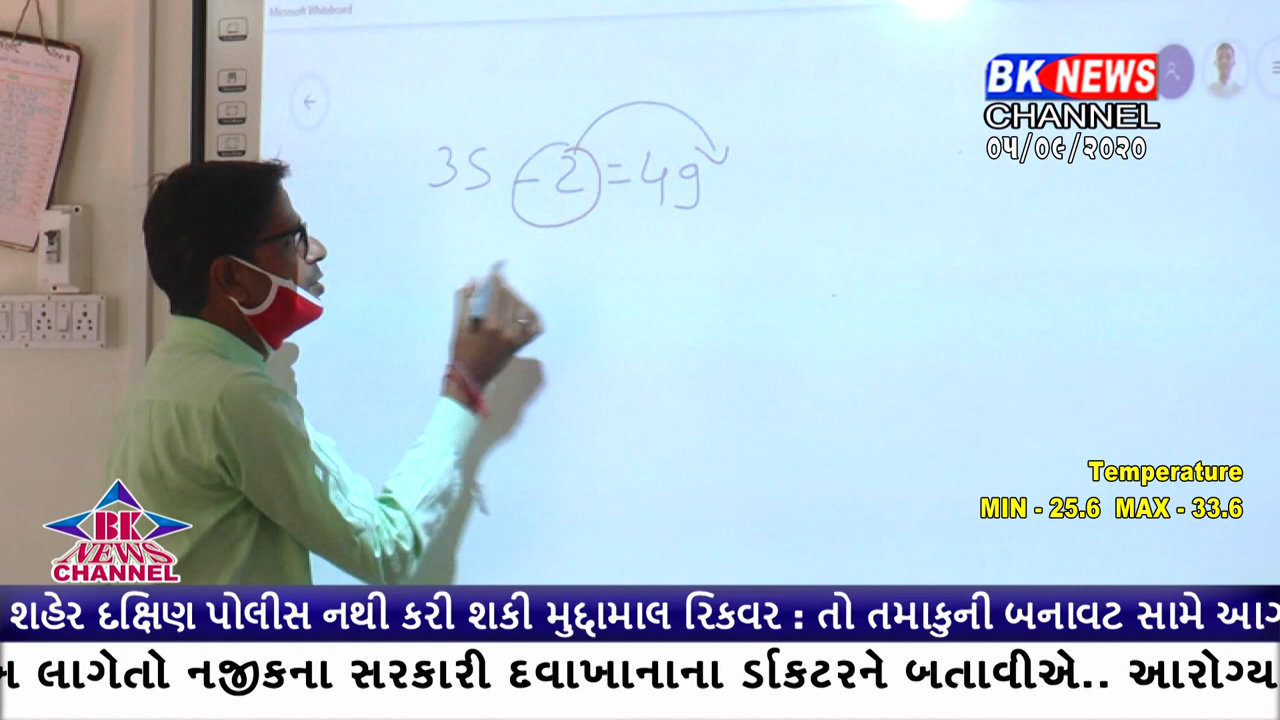 Microsoft Whiteboard
BK NEWS
CHANNEL
૦૫/૦૯/૨૦૨૦
35 - 2 = 49
Temperature
MIN - 25.6 MAX - 33.6
BK
NEWS
CHANNEL
શહેર દક્ષિણ પોલીસ નથી કરી શકી મુદ્દામાલ રિકવર : તો તમાકુની બનાવટ સામે
લાગેતો નજીકના સરકારી દવાખાનાના ર્ડાકટરને બતાવીએ.. આરોગ્ય